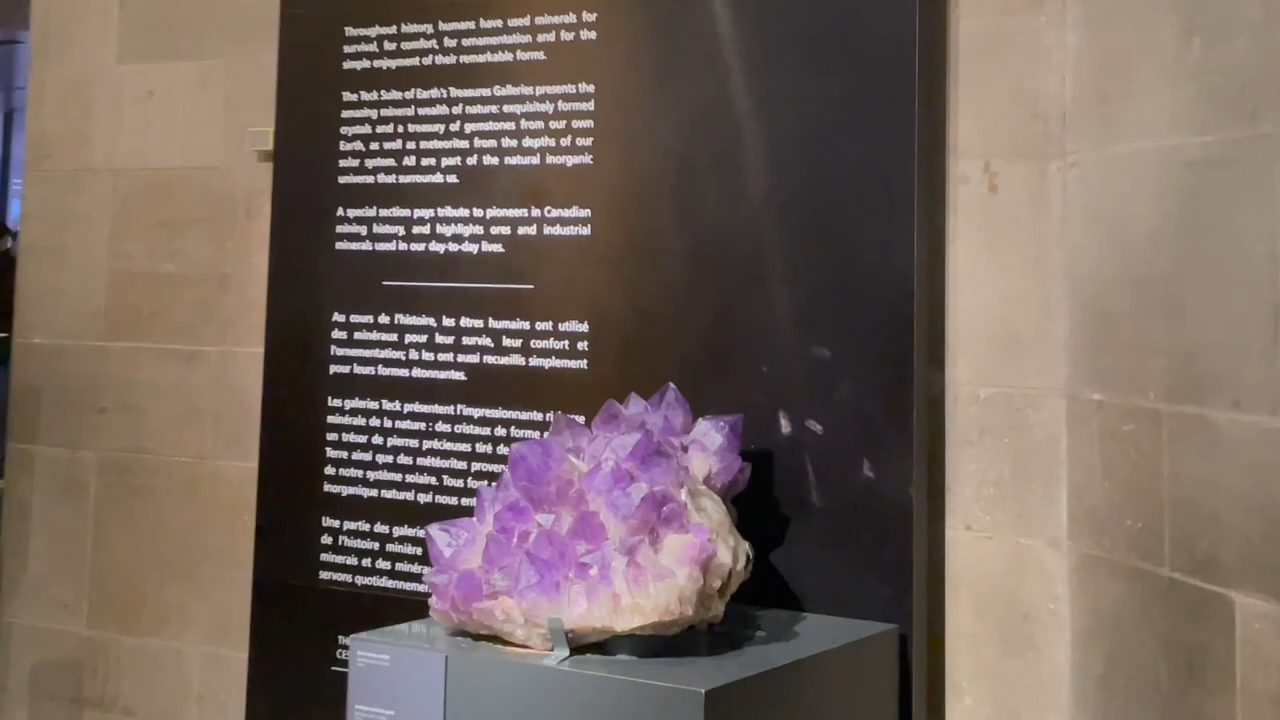 Throughout history, humans have used minerals for
survival, for comfort, for ornamentation and for the
simple enjoyment of their remarkable forms.
The Teck Suite of Earth's Treasures Galleries presents the
amazing mineral wealth of nature: exquisitely formed
crystals and a treasury of gemstones from our own
Earth, as well as meteorites from the depths of our
solar system. All are part of the natural inorganic
universe that surrounds us.
A special section pays tribute to pioneers in Canadian
mining history, and highlights ores and industrial
minerals used in our day-to-day lives.
Au cours de l'histoire, les êtres humains ont utilisé
des minéraux pour leur survie, leur confort et
l'ornementation; ils les ont aussi recueillis simplement
pour leurs formes étonnantes.
Les galeries Teck présentent l'impressionnante
minérale de la nature : des cristaux de forme
un trésor de pierres précieuses tiré de
Terre ainsi que des météorites
de notre système solaire. Tous font
inorganique naturel qui nous
Une partie des
de l'histoire minière
minerais et des
servons